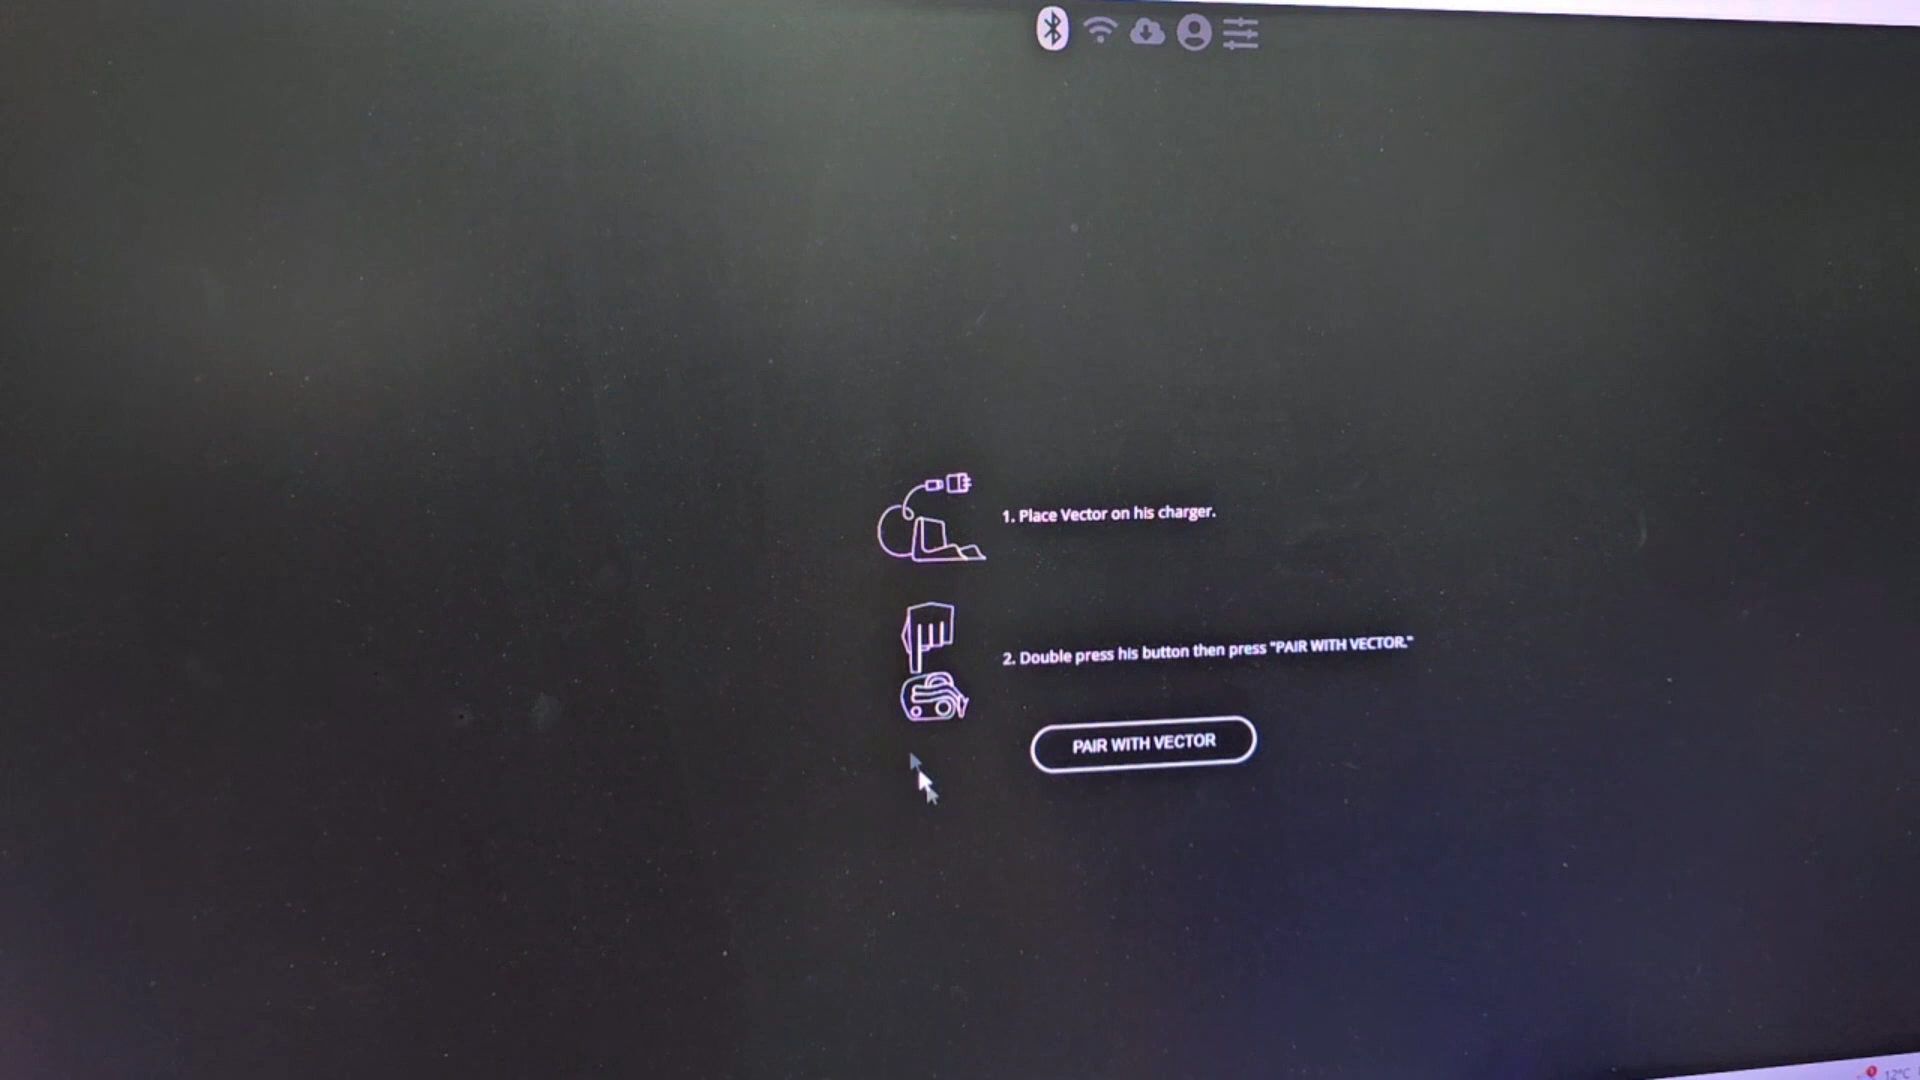 1. Place Vector on his charger.
2. Double press his button then press "PAIR WITH VECTOR."
PAIR WITH VECTOR
12°C